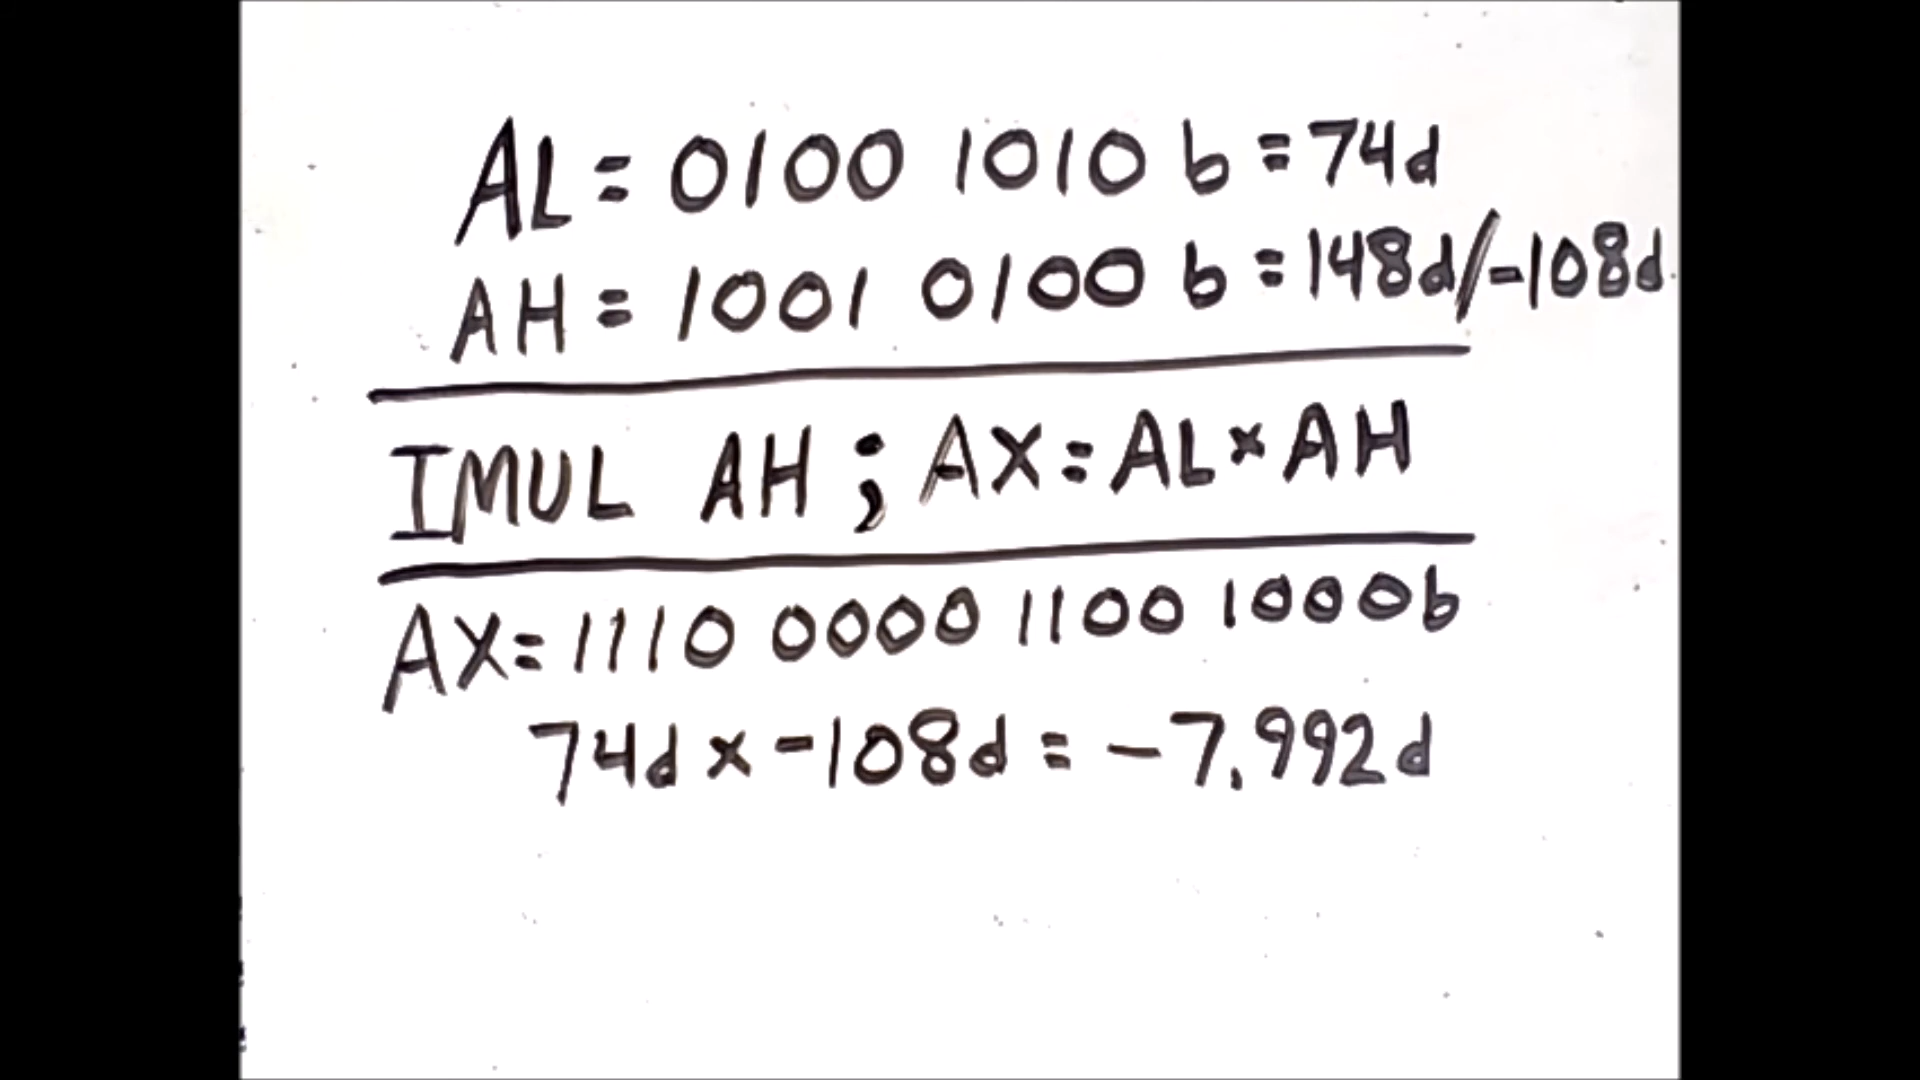 AL = 0100 1010 b = 74d
AH = 1001 0100 b = 148d/-108d
IMUL AH ; AX = AL × AH
AX = 1110 0000 1100 1000b
74d × -108d = -7,992d